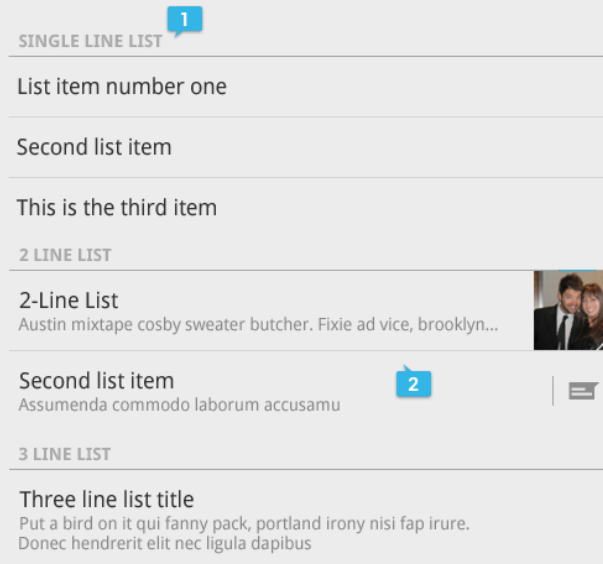 1
SINGLE LINE LIST
List item number one
Second list item
This is the third item
2 LINE LIST
2-Line List
Austin mixtape cosby sweater butcher. Fixie ad vice, brooklyn...
Second list item
2
Assumenda commodo laborum accusamu
3 LINE LIST
Three line list title
Put a bird on it qui fanny pack, portland irony nisi fap irure.
Donec hendrerit elit nec ligula dapibus